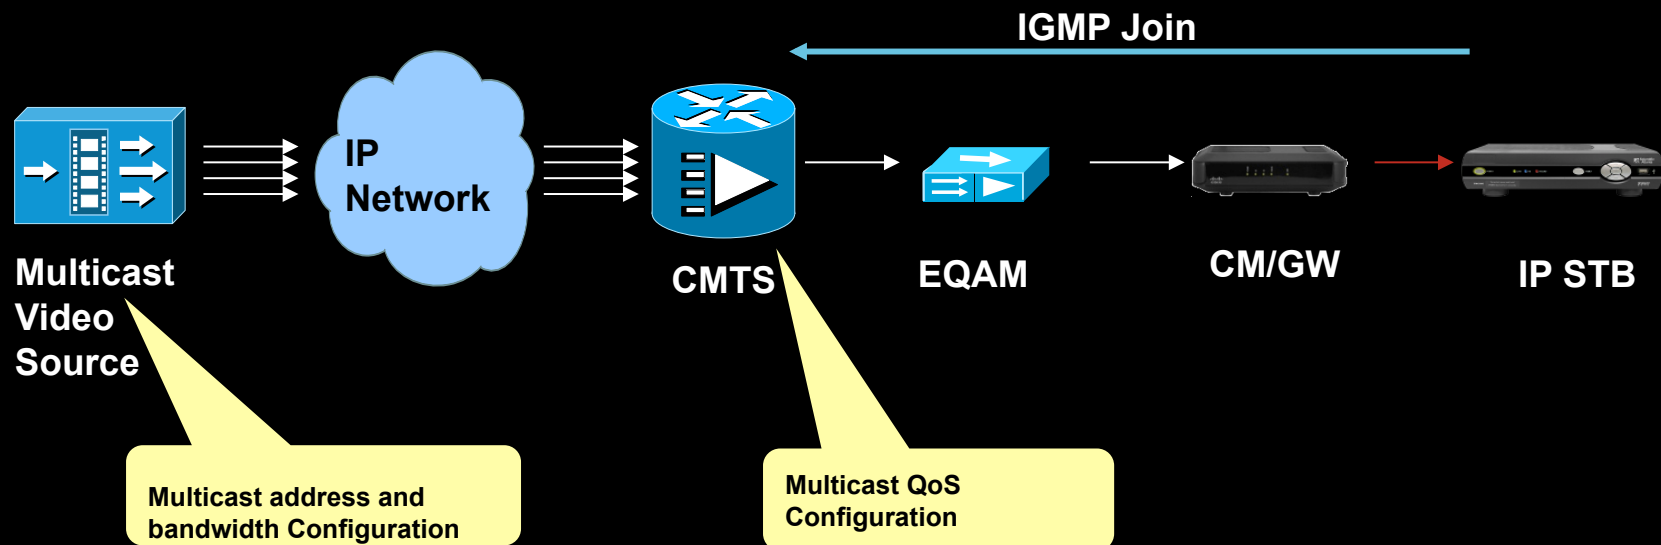 IGMP Join
IP
Network
Multicast
Video
Source
CMTS
EQAM
CM/GW
IP STB
Multicast address and
bandwidth Configuration
Multicast QoS
Configuration